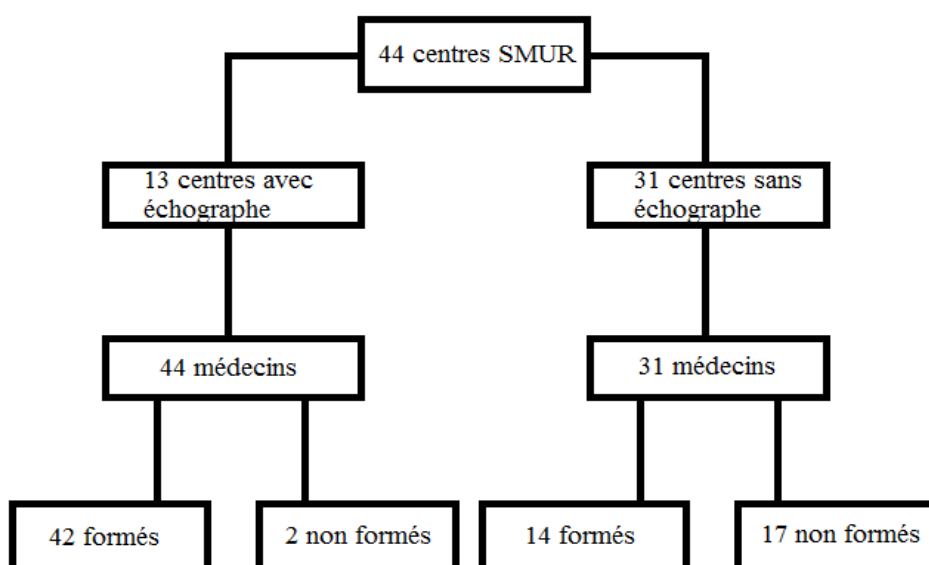 44 centres SMUR
13 centres avec
échographe
31 centres sans
échographe
44 médecins
31 médecins
42 formés
2 non formés
14 formés
17 non formés